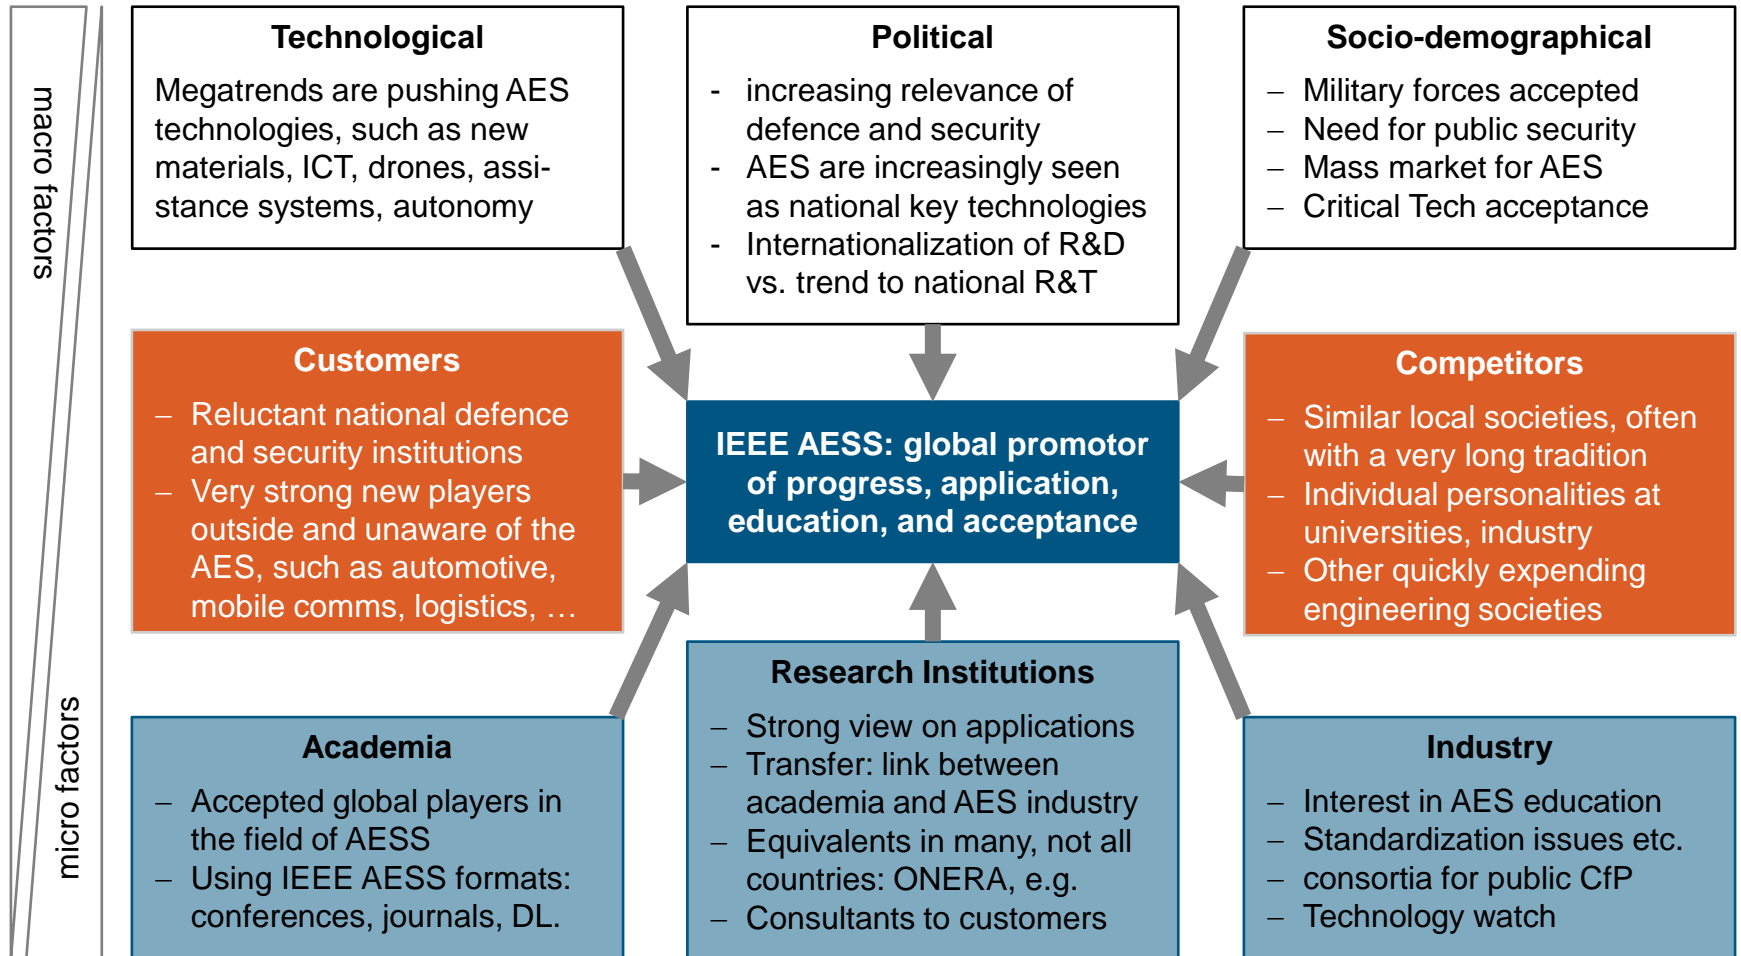 macro factors
micro factors
Technological
Megatrends are pushing AES
technologies, such as new
materials, ICT, drones, assi-
stance systems, autonomy
Political
- increasing relevance of
defence and security
- AES are increasingly seen
as national key technologies
- Internationalization of R&D
vs. trend to national R&T
Socio-demographical
– Military forces accepted
– Need for public security
– Mass market for AES
– Critical Tech acceptance
Customers
– Reluctant national defence
and security institutions
– Very strong new players
outside and unaware of the
AES, such as automotive,
mobile comms, logistics, …
IEEE AESS: global promotor
of progress, application,
education, and acceptance
Competitors
– Similar local societies, often
with a very long tradition
– Individual personalities at
universities, industry
– Other quickly expending
engineering societies
Academia
– Accepted global players in
the field of AESS
– Using IEEE AESS formats:
conferences, journals, DL.
Research Institutions
– Strong view on applications
– Transfer: link between
academia and AES industry
– Equivalents in many, not all
countries: ONERA, e.g.
– Consultants to customers
Industry
– Interest in AES education
– Standardization issues etc.
– consortia for public CfP
– Technology watch